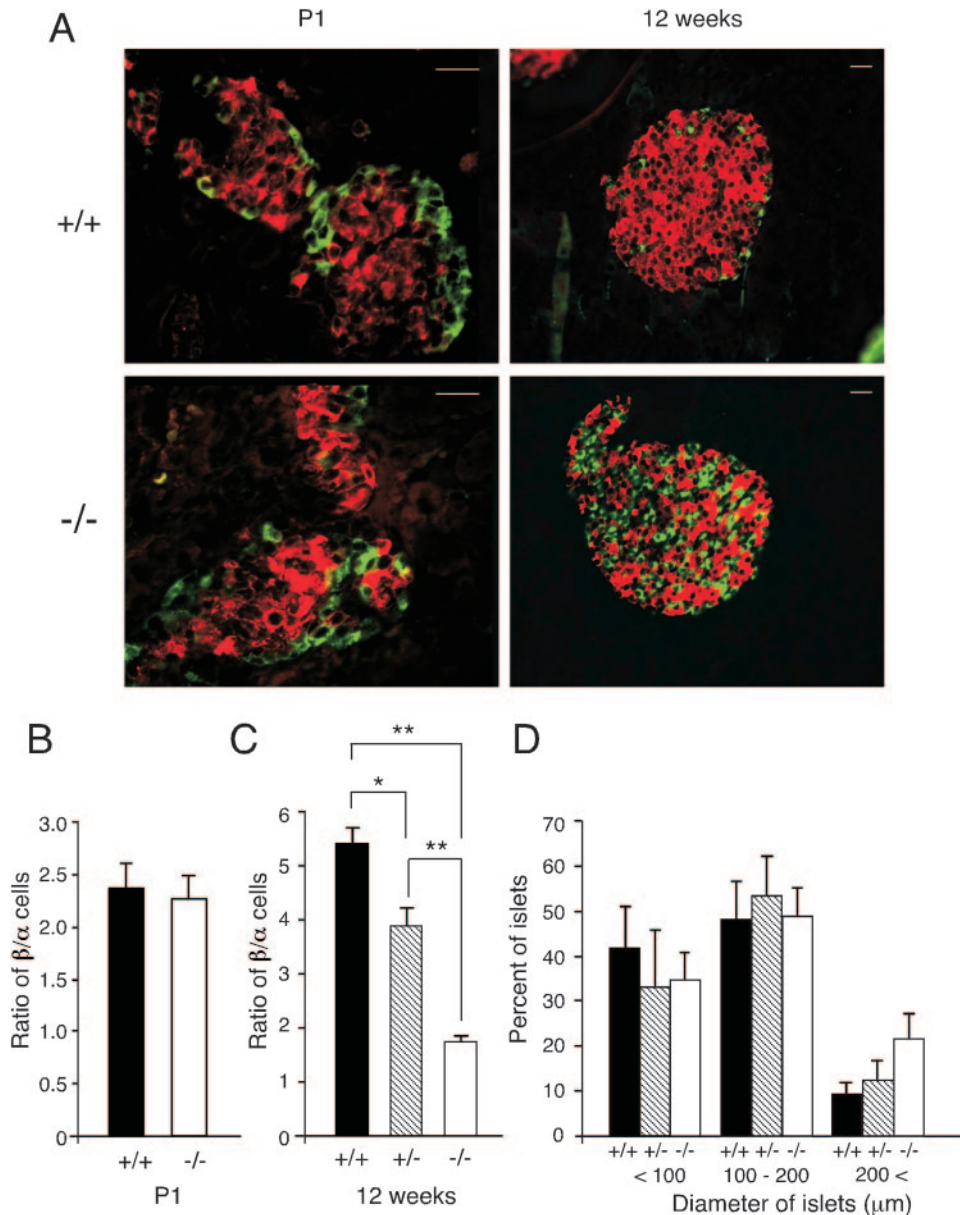 A
P1
12 weeks
+/+
-/-
B
Ratio of β/α cells
3.0
2.5
2.0
1.5
1.0
0.5
0
+/+ -/-
P1
C
Ratio of β/α cells
6
5
4
3
2
1
0
**
*
**
+/+ +/- -/-
12 weeks
D
Percent of islets
70
60
50
40
30
20
10
0
+/+ +/- -/- +/+ +/- -/- +/+ +/- -/-
< 100 100 - 200 200 <
Diameter of islets (μm)